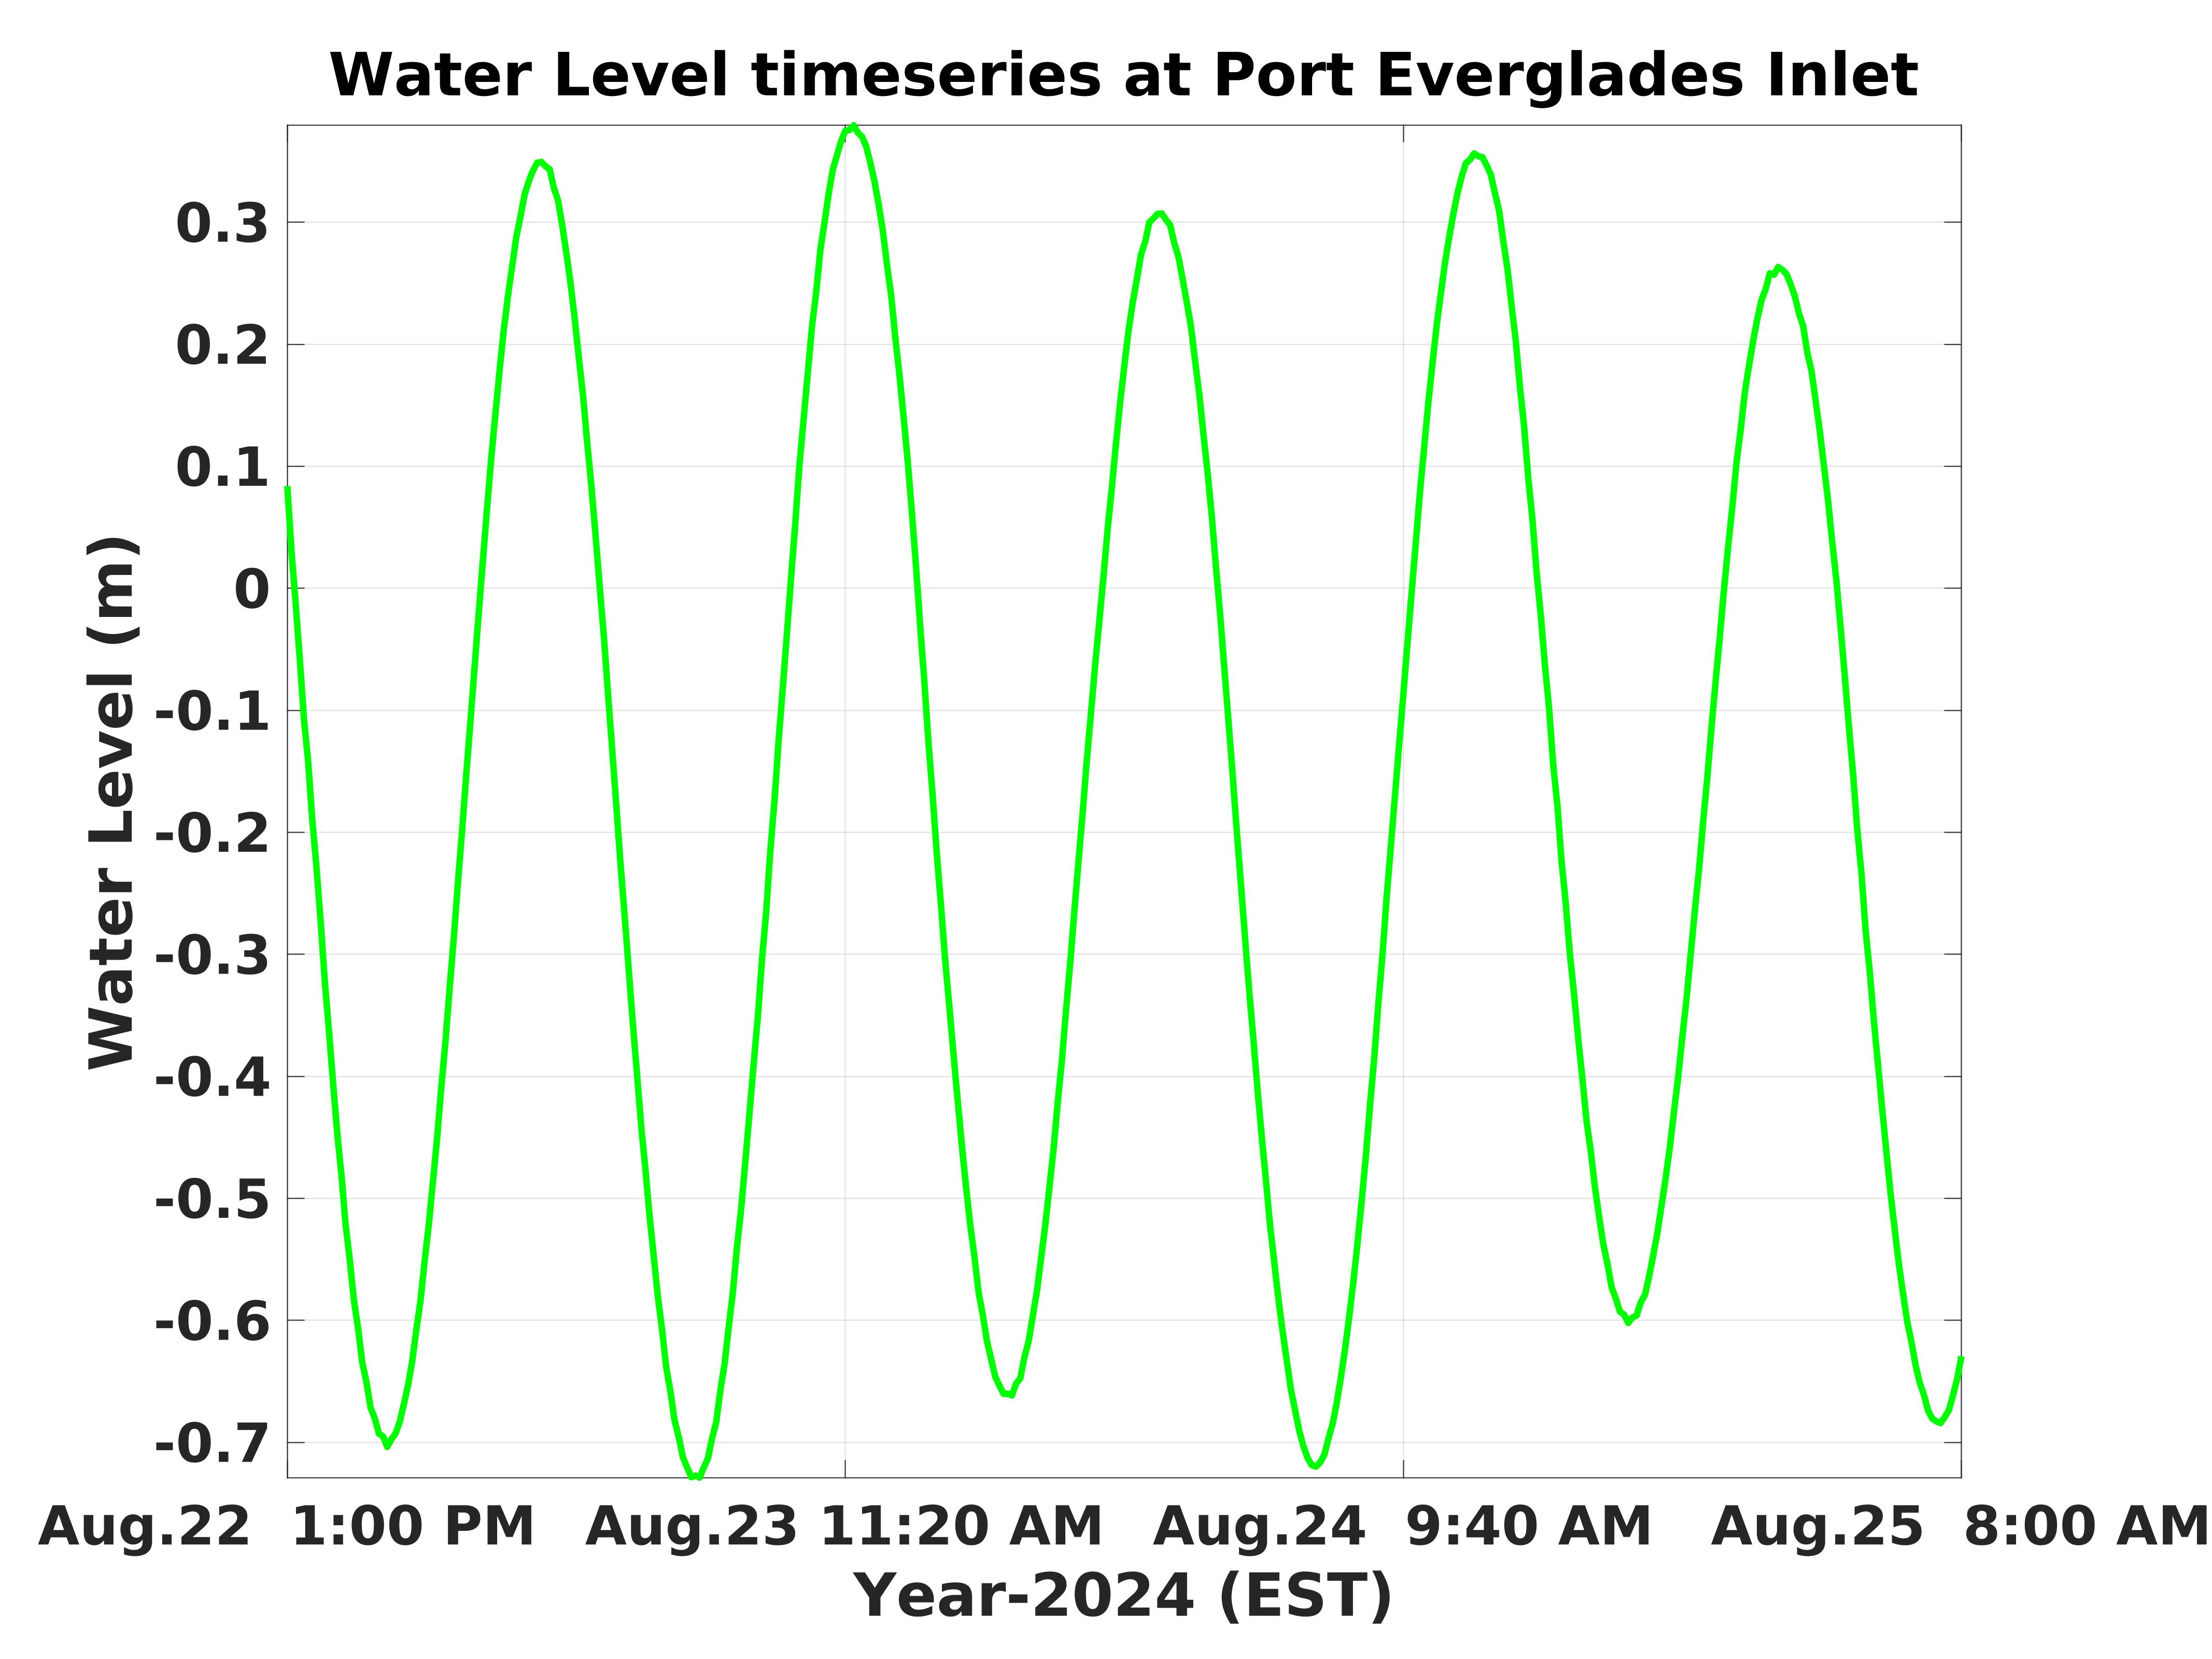 Water Level timeseries at Port Everglades Inlet
0.3
0.2
0.1
0
-0.1
-0.2
-0.3
-0.4
-0.5
-0.6
-0.7
Water Level (m)
Aug.22 1:00 PM Aug.23 11:20 AM Aug.24 9:40 AM Aug.25 8:00 AM
Year-2024 (EST)